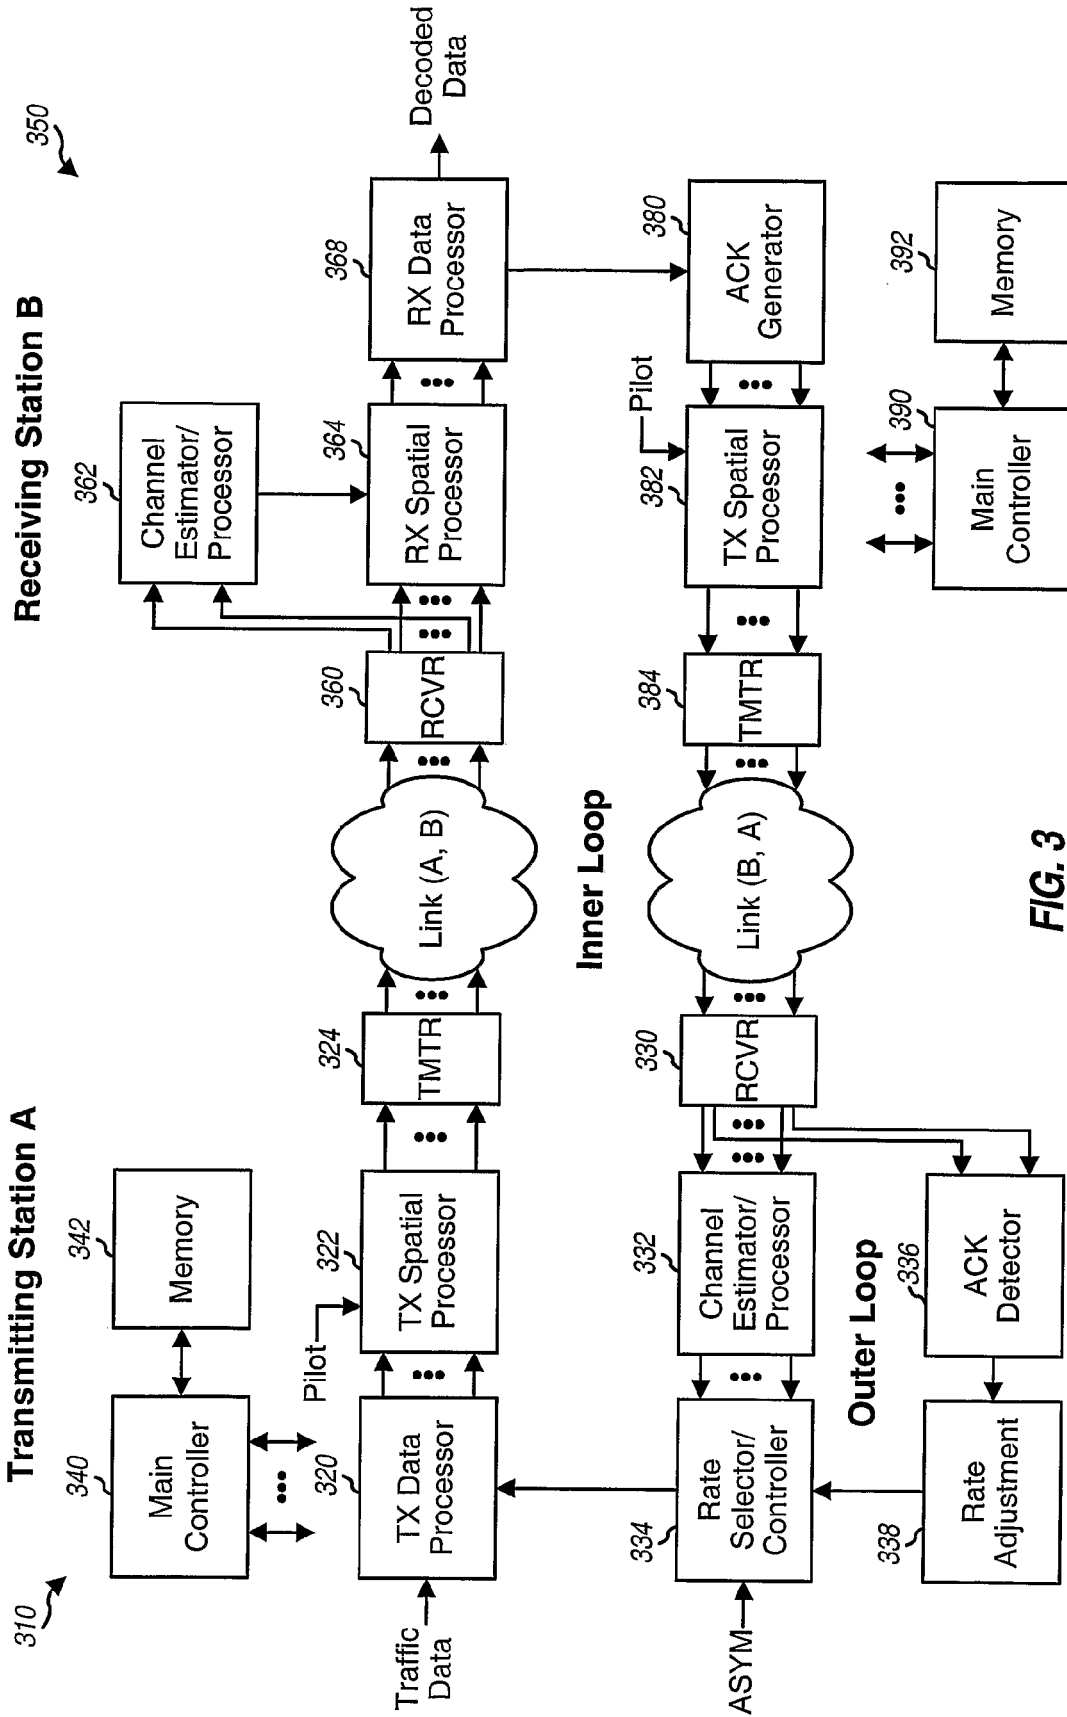 Transmitting Station A
Receiving Station B
310
350
340
Main
Controller
342
Memory
362
Channel
Estimator/
Processor
Pilot
Traffic
Data
320
TX Data
Processor
322
TX Spatial
Processor
324
TMTR
Link (A, B)
360
RCVR
364
RX Spatial
Processor
368
RX Data
Processor
Decoded
Data
Inner Loop
ASYM
334
Rate
Selector/
Controller
332
Channel
Estimator/
Processor
330
RCVR
Link (B, A)
384
TMTR
382
TX Spatial
Processor
Pilot
380
ACK
Generator
Outer Loop
338
Rate
Adjustment
336
ACK
Detector
390
Main
Controller
392
Memory
FIG. 3